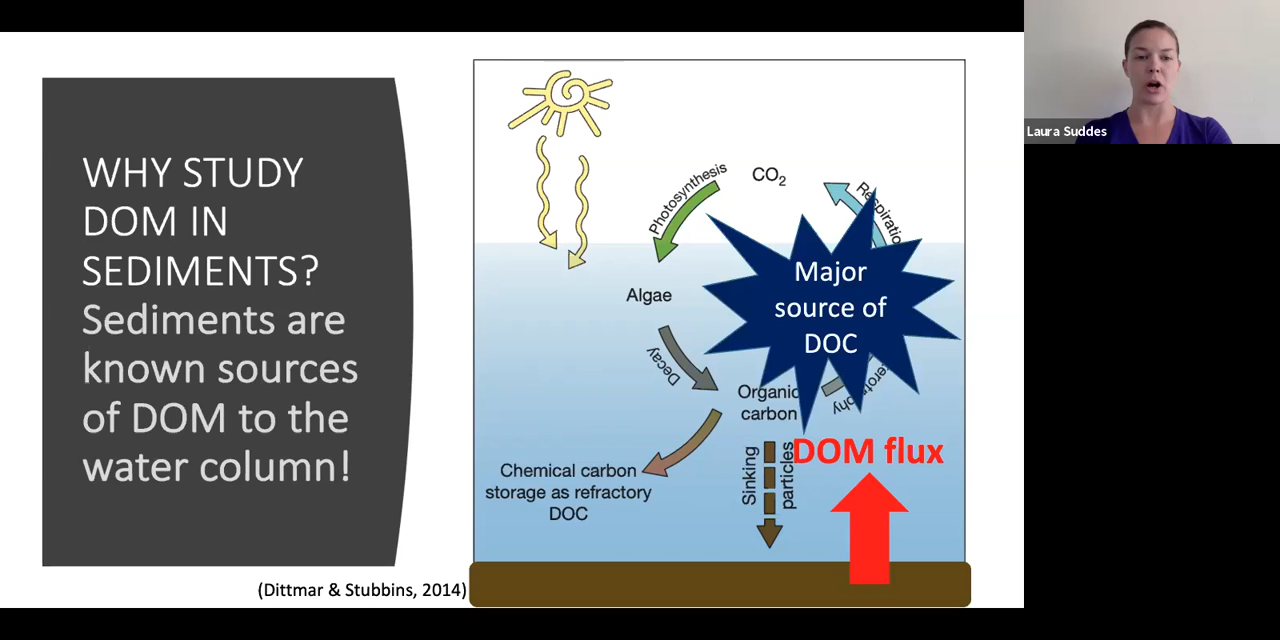 WHY STUDY
DOM IN
SEDIMENTS?
Sediments are
known sources
of DOM to the
water column!
(Dittmar & Stubbins, 2014)
CO₂
Photosynthesis
Algae
Major
source of
DOC
Decay
Organic
carbon
DOM flux
Sinking
particles
Chemical carbon
storage as refractory
DOC
Laura Suddes